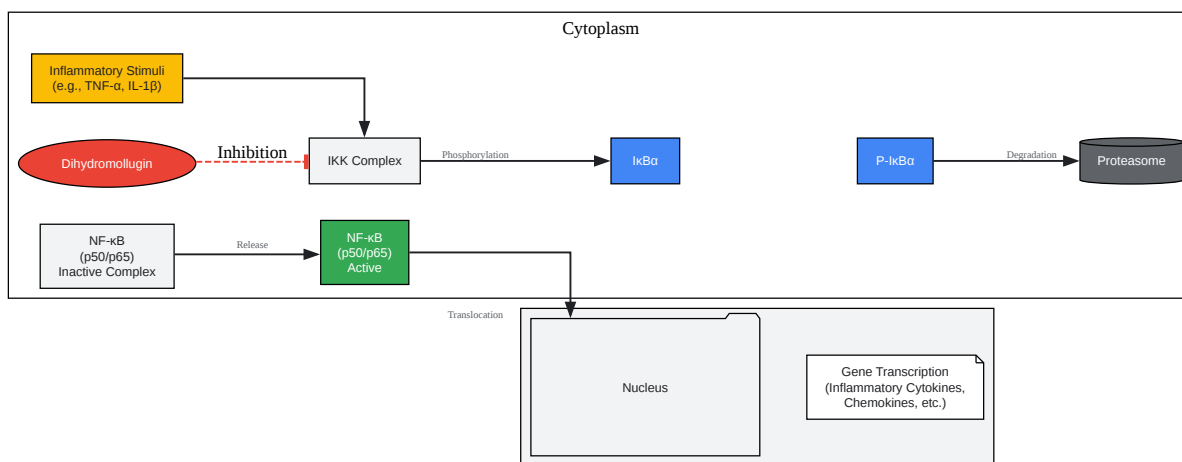 Cytoplasm
Inflammatory Stimuli
(e.g., TNF-α, IL-1β)
Dihydromollugin
Inhibition
IKK Complex
Phosphorylation
IκBα
P-IκBα
Degradation
Proteasome
NF-κB
(p50/p65)
Inactive Complex
Release
NF-κB
(p50/p65)
Active
Translocation
Nucleus
Gene Transcription
(Inflammatory Cytokines,
Chemokines, etc.)